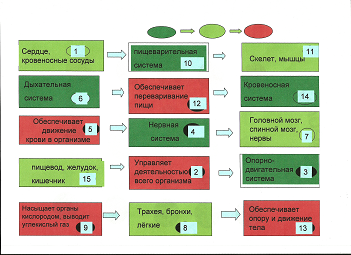 Сердце,
кровеносные сосуды
1
пищеварительная
система
10
Скелет, мышцы
11
Дыхательная
система
6
Обеспечивает
переваривание
пищи
12
Кровеносная
система
14
Обеспечивает
движение
крови в организме
5
Нервная
система
4
Головной мозг,
спинной мозг,
нервы
7
пищевод, желудок,
кишечник
15
Управляет
деятельностью
всего организма
2
Опорно-
двигательная
система
3
Насыщает органы
кислородом, выводит
углекислый газ
9
Трахея, бронхи,
лёгкие
8
Обеспечивает
опору и движение
тела
13